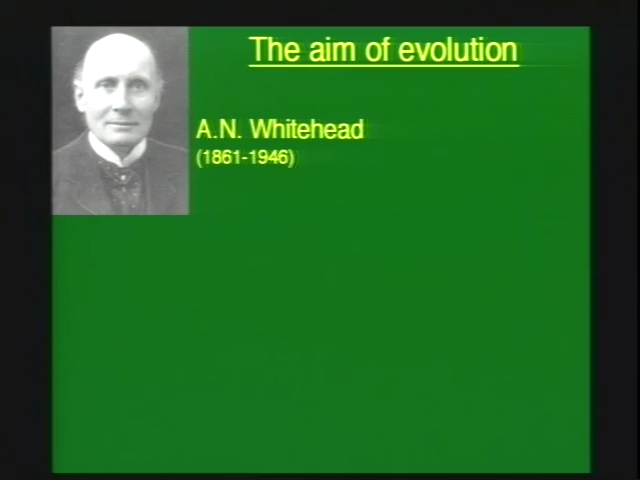 The aim of evolution
A.N. Whitehead
(1861-1946)